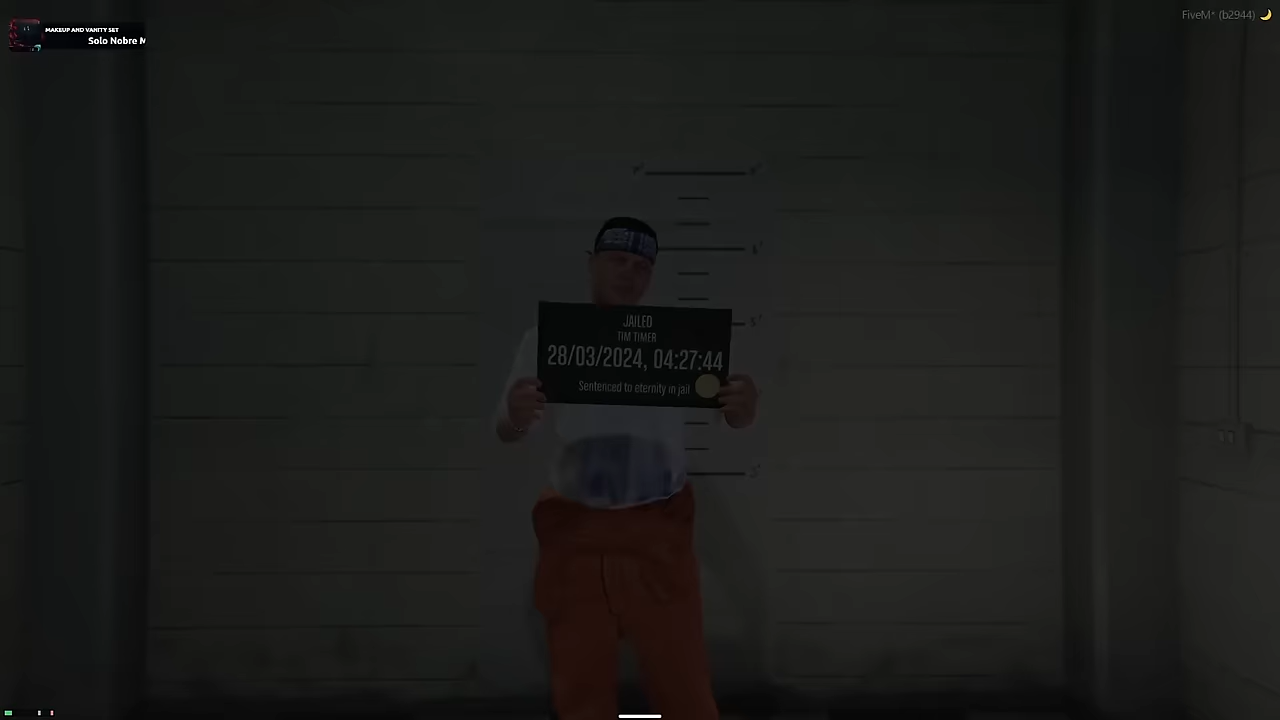 MAKEUP AND VANITY SET
Solo Nobre M
FiveM* (b2944)
JAILED
TIM TIMER
28/03/2024, 04:27:44
Sentenced to eternity in jail